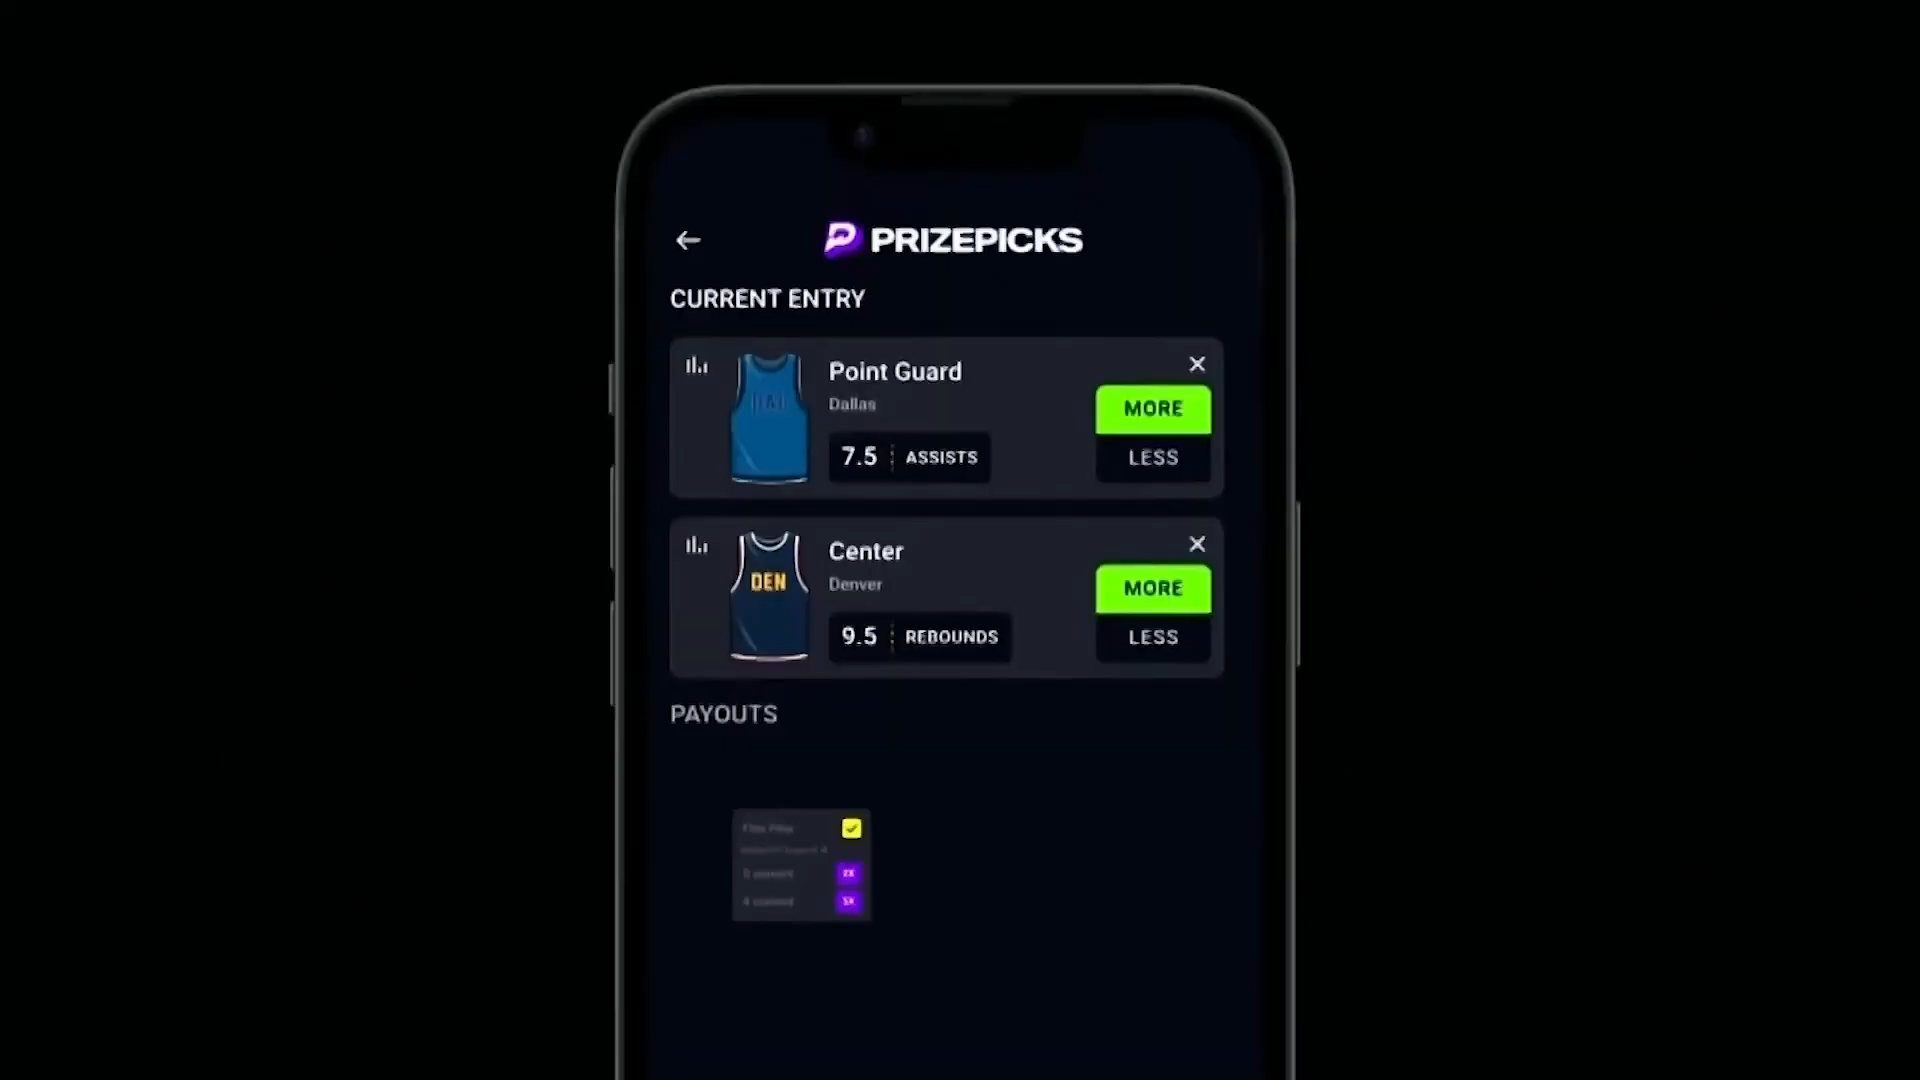 PRIZEPICKS
CURRENT ENTRY
Point Guard
Dallas
DAL
7.5 ASSISTS
MORE
LESS
Center
Denver
DEN
9.5 REBOUNDS
MORE
LESS
PAYOUTS